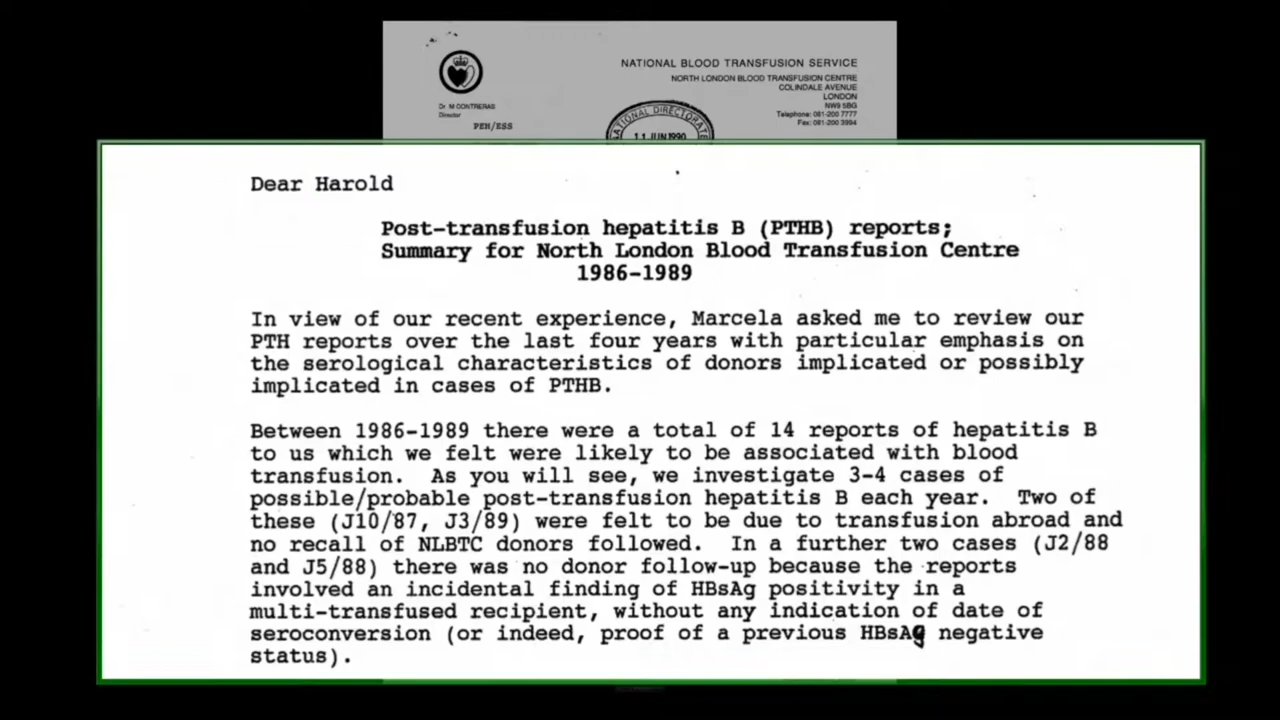 NATIONAL BLOOD TRANSFUSION SERVICE
NORTH LONDON BLOOD TRANSFUSION CENTRE
COLINDALE AVENUE
LONDON
NW9 5BG
Telephone: 081-200 7777
Fax: 081-200 3994
Dr. M CONTRERAS
Director
PEH/ESS
NATIONAL DIRECTORATE
11 JUN 1990
Dear Harold
Post-transfusion hepatitis B (PTHB) reports;
Summary for North London Blood Transfusion Centre
1986-1989
In view of our recent experience, Marcela asked me to review our
PTH reports over the last four years with particular emphasis on
the serological characteristics of donors implicated or possibly
implicated in cases of PTHB.
Between 1986-1989 there were a total of 14 reports of hepatitis B
to us which we felt were likely to be associated with blood
transfusion. As you will see, we investigate 3-4 cases of
possible/probable post-transfusion hepatitis B each year. Two of
these (J10/87, J3/89) were felt to be due to transfusion abroad and
no recall of NLBTC donors followed. In a further two cases (J2/88
and J5/88) there was no donor follow-up because the reports
involved an incidental finding of HBsAg positivity in a
multi-transfused recipient, without any indication of date of
seroconversion (or indeed, proof of a previous HBsAg negative
status).